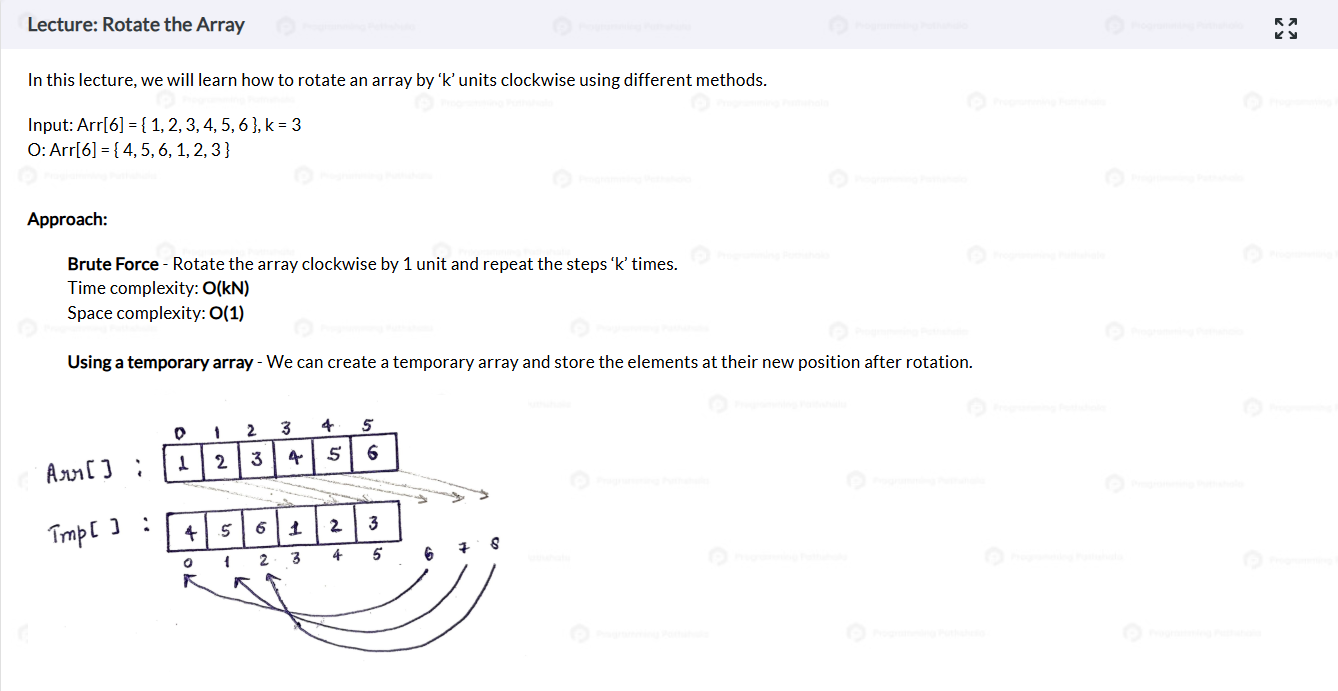 Lecture: Rotate the Array
In this lecture, we will learn how to rotate an array by ‘k’ units clockwise using different methods.
Input: Arr[6] = { 1, 2, 3, 4, 5, 6 }, k = 3
O: Arr[6] = { 4, 5, 6, 1, 2, 3 }
Approach:
Brute Force - Rotate the array clockwise by 1 unit and repeat the steps ‘k’ times.
Time complexity: O(kN)
Space complexity: O(1)
Using a temporary array - We can create a temporary array and store the elements at their new position after rotation.
0 1 2 3 4 5
Arr[] : 1 2 3 4 5 6
Tmp[] : 4 5 6 1 2 3
0 1 2 3 4 5 6 7 8